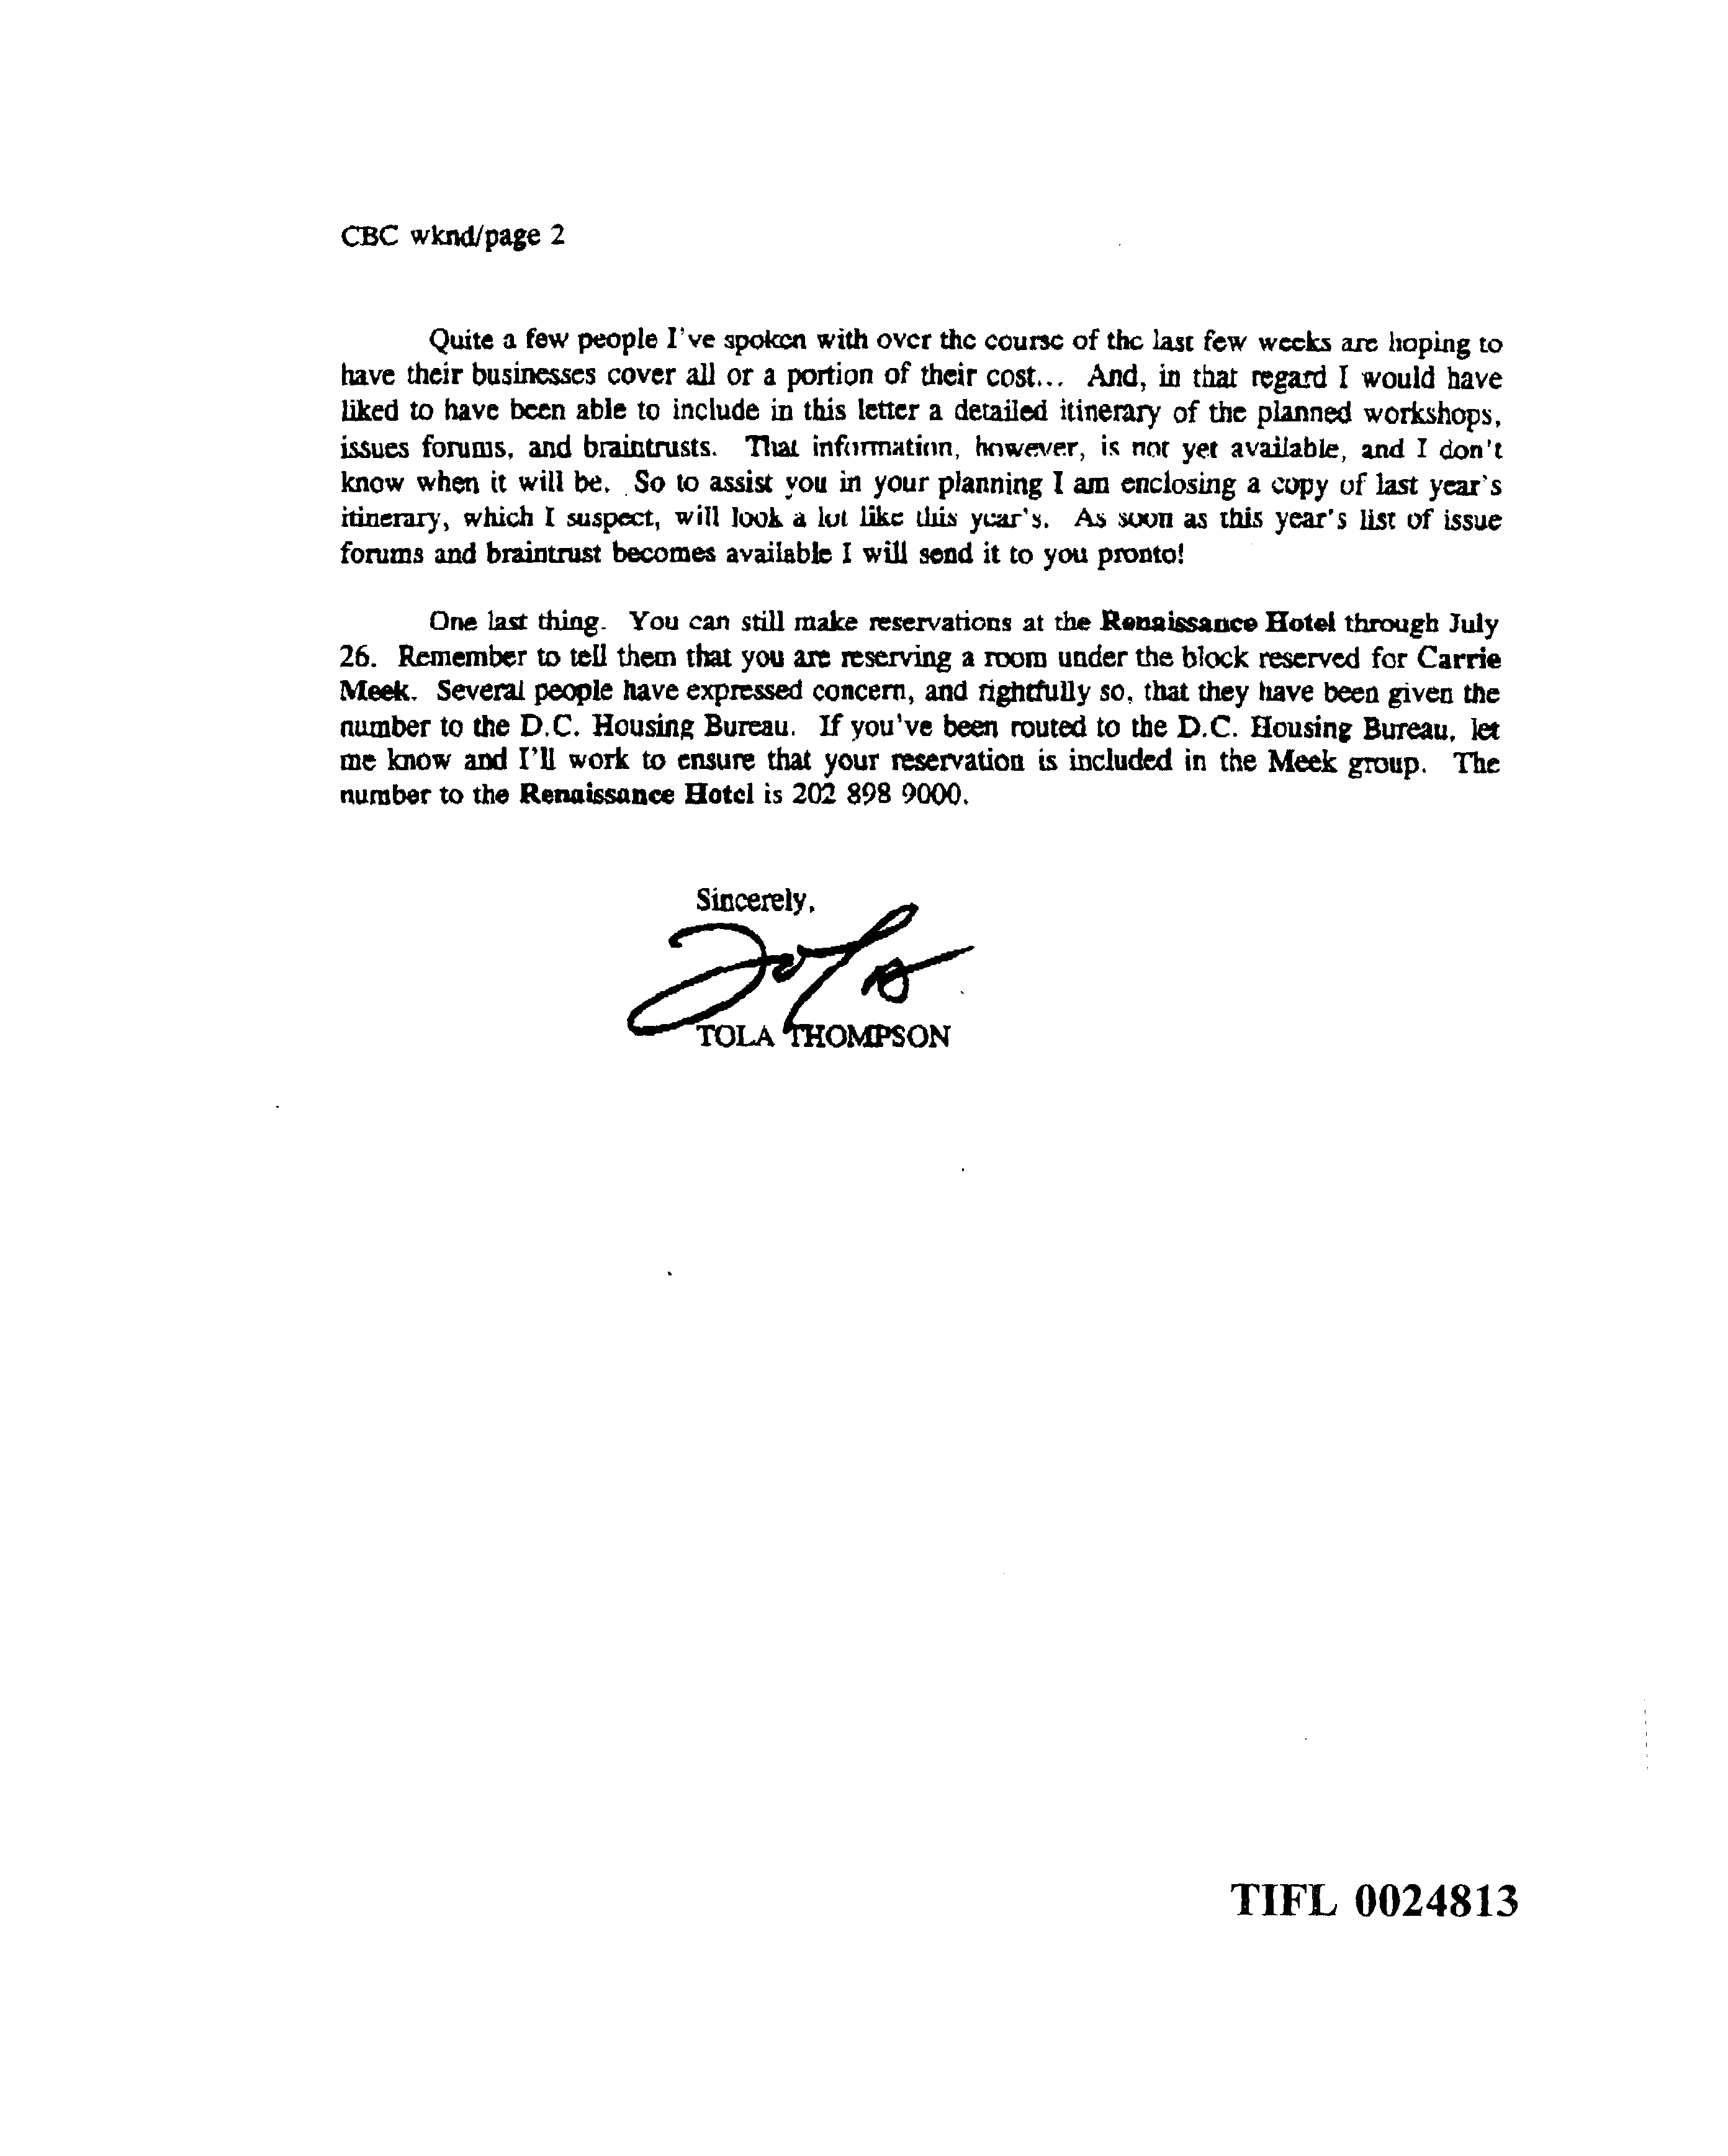 CBC wknd/page 2
Quite a few people I've spoken with over the course of the last few weeks are hoping to
have their businesses cover all or a portion of their cost... And, in that regard I would have
liked to have been able to include in this letter a detailed itinerary of the planned workshops,
issues forums, and braintrusts. That information, however, is not yet available, and I don't
know when it will be. So to assist you in your planning I am enclosing a copy of last year's
itinerary, which I suspect, will look a lot like this year's. As soon as this year's list of issue
forums and braintrust becomes available I will send it to you pronto!
One last thing. You can still make reservations at the Renaissance Hotel through July
26. Remember to tell them that you are reserving a room under the block reserved for Carrie
Meek. Several people have expressed concern, and rightfully so, that they have been given the
number to the D.C. Housing Bureau. If you've been routed to the D.C. Housing Bureau, let
me know and I'll work to ensure that your reservation is included in the Meek group. The
number to the Renaissance Hotel is 202 898 9000.
Sincerely,
Tola
TOLA THOMPSON
TIFL 0024813